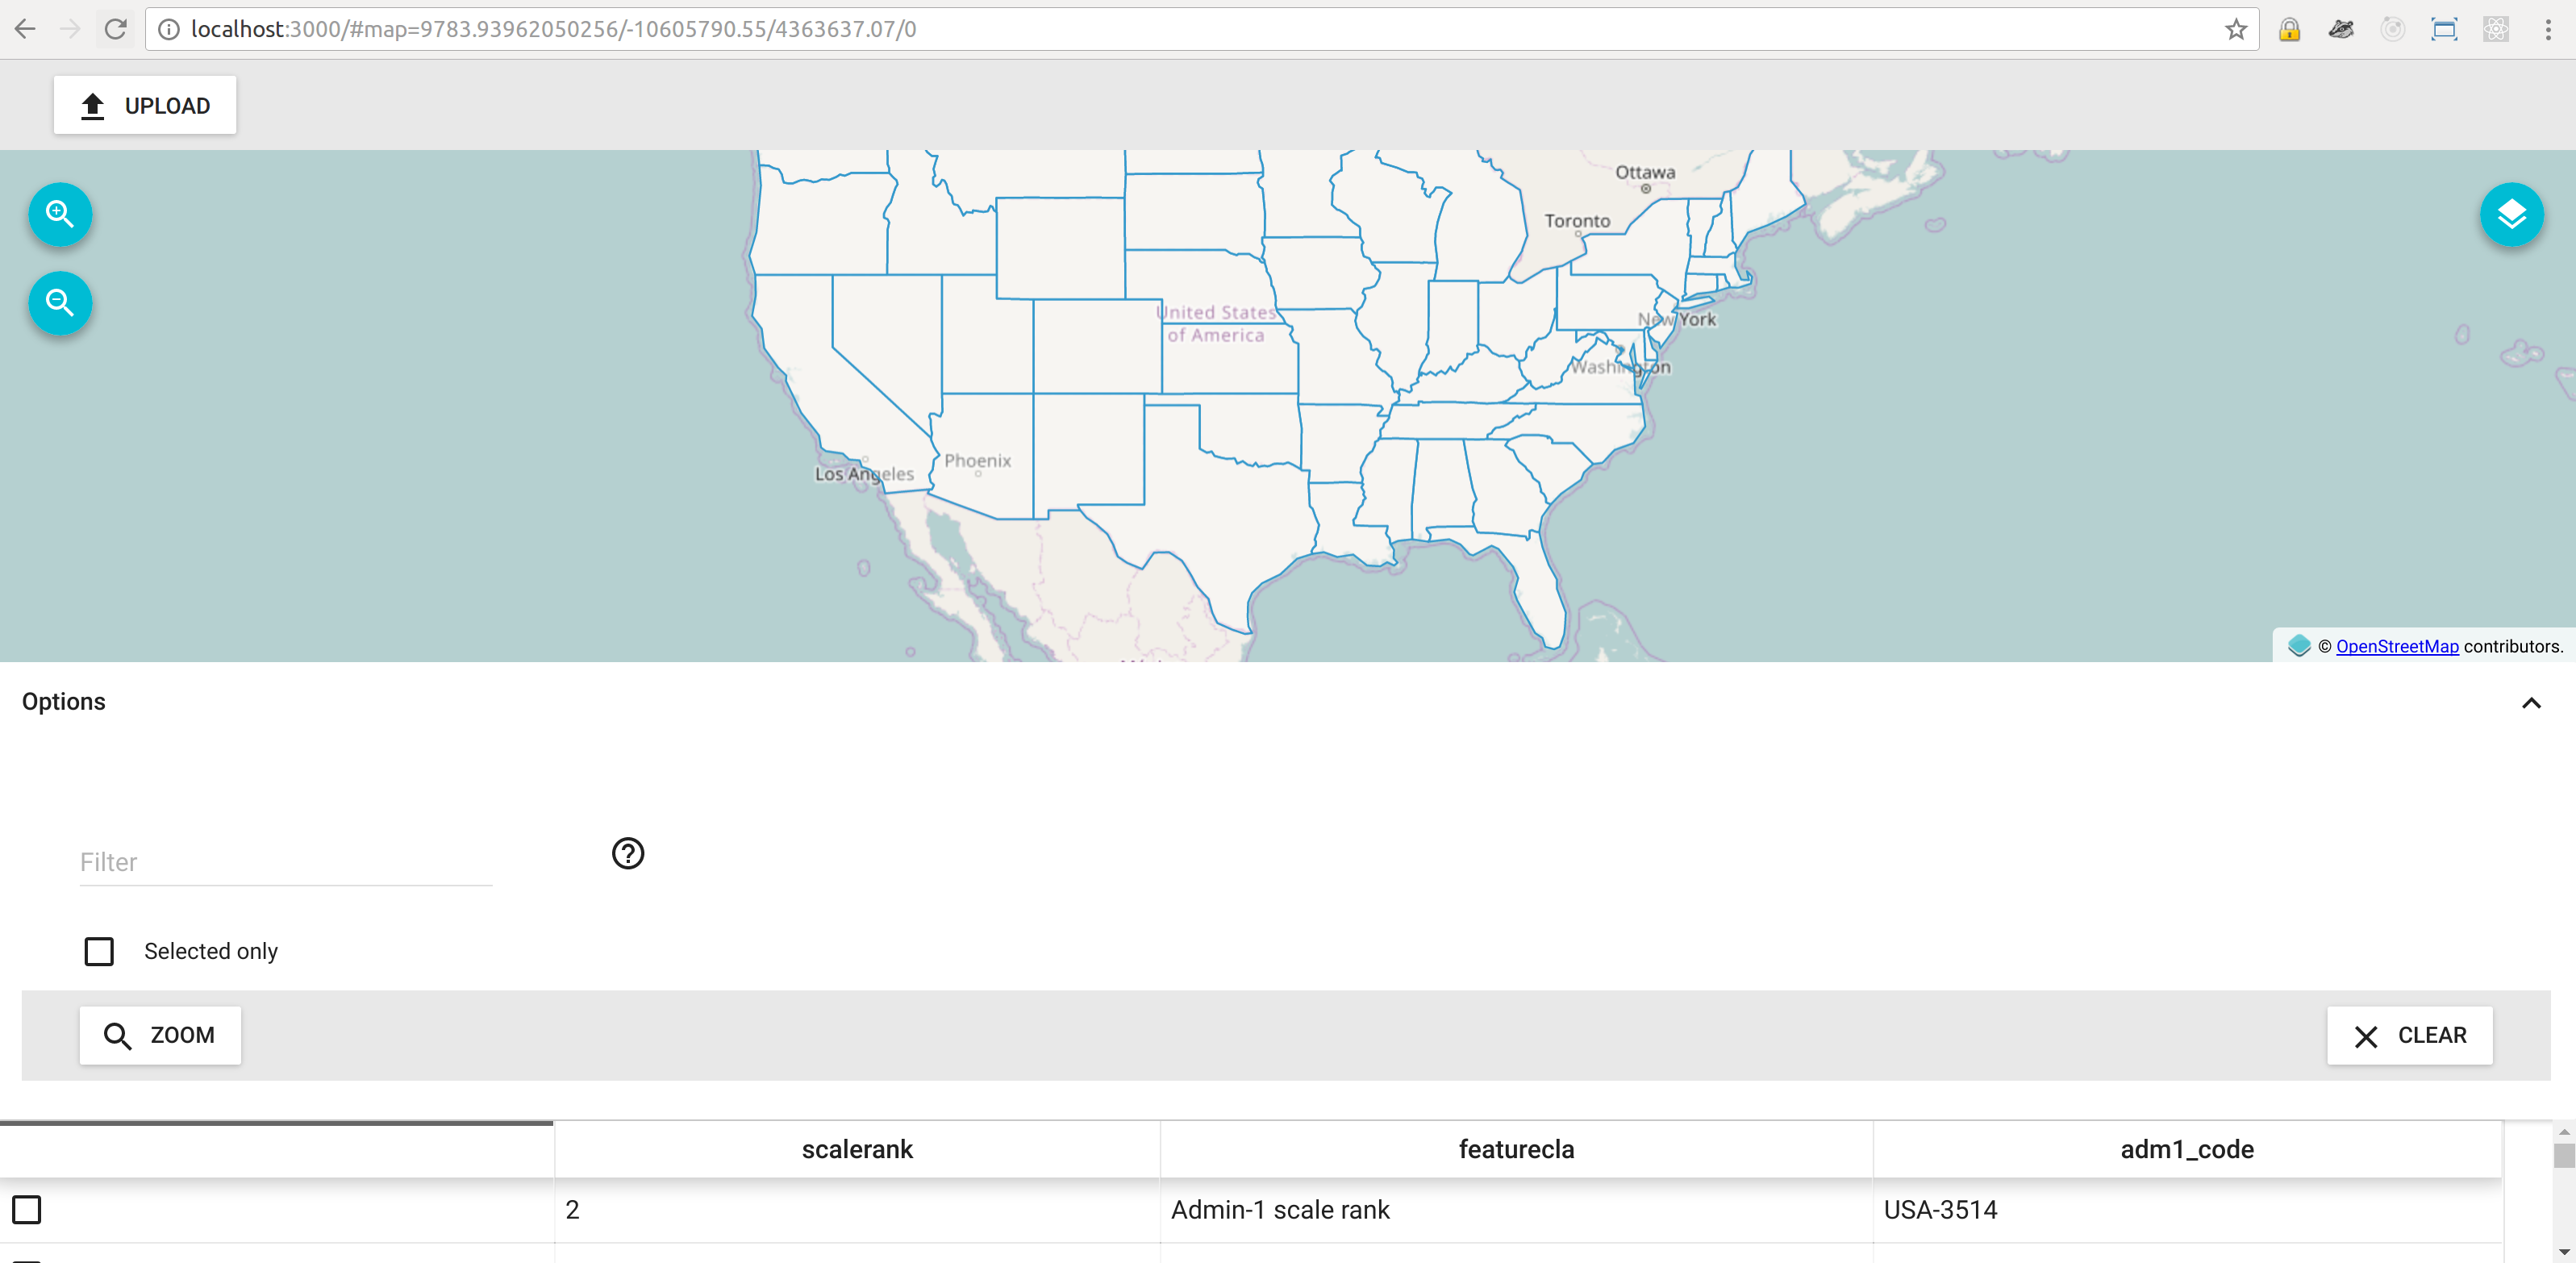 localhost:3000/#map=9783.93962050256/-10605790.55/4363637.07/0
UPLOAD
Ottawa
Toronto
United States
of America
New York
Washington
Los Angeles
Phoenix
© OpenStreetMap contributors.
Options
Filter
Selected only
ZOOM
CLEAR
scalerank featurecla adm1_code
2 Admin-1 scale rank USA-3514